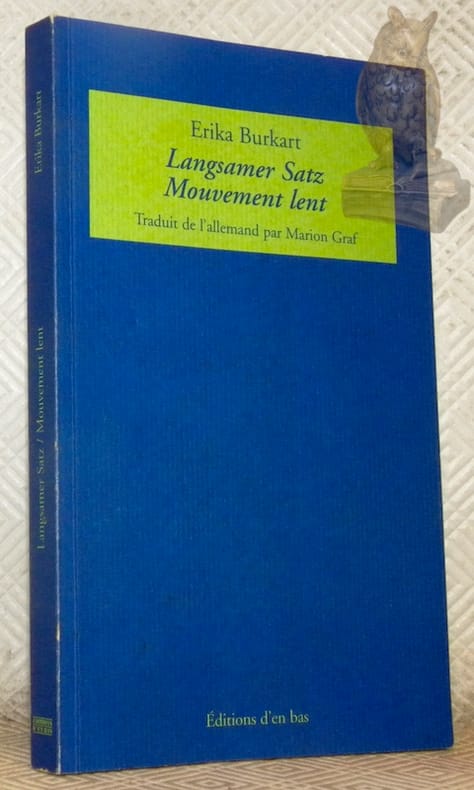 Erika Burkart
Langsamer Satz
Mouvement lent
Traduit de l'allemand par Marion Graf
Éditions d'en bas
Erika Burkart
Langsamer Satz / Mouvement lent